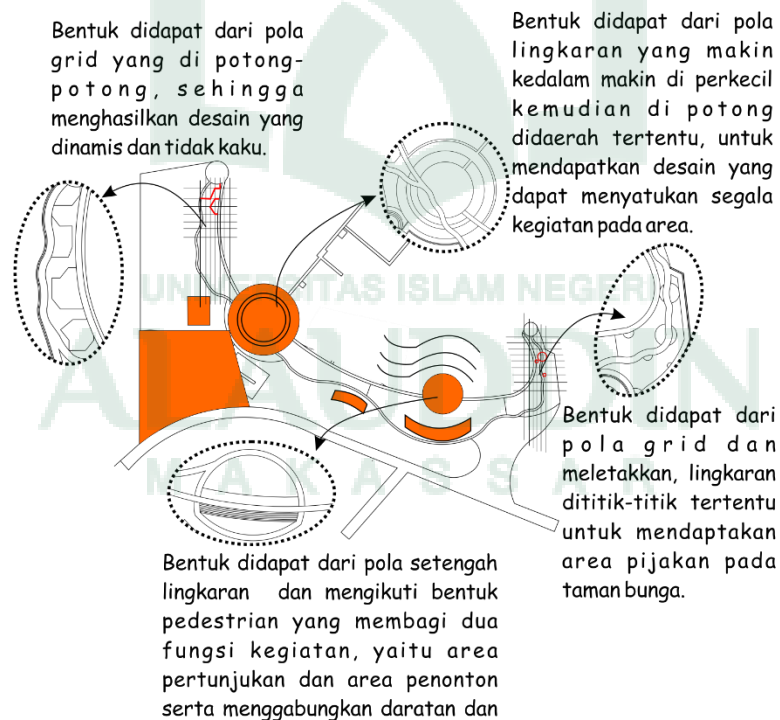 Bentuk didapat dari pola
grid yang di potong-
potong, sehingga
menghasilkan desain yang
dinamis dan tidak kaku.
Bentuk didapat dari pola
lingkaran yang makin
kedalam makin di perkecil
kemudian di potong
didaerah tertentu, untuk
mendapatkan desain yang
dapat menyatukan segala
kegiatan pada area.
UNIVERSITAS ISLAM NEGERI
ALAUDDIN
MAKASSAR
Bentuk didapat dari
pola grid dan
meletakkan, lingkaran
dititik-titik tertentu
untuk mendaptakan
area pijakan pada
taman bunga.
Bentuk didapat dari pola setengah
lingkaran dan mengikuti bentuk
pedestrian yang membagi dua
fungsi kegiatan, yaitu area
pertunjukan dan area penonton
serta menggabungkan daratan dan